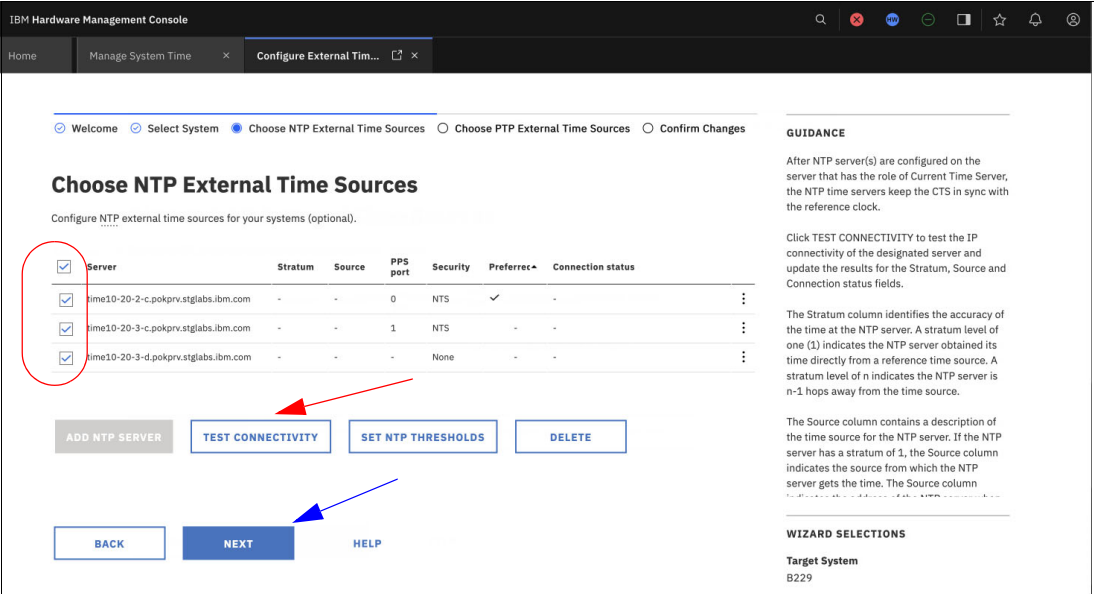 IBM Hardware Management Console
HW
Home
Manage System Time ×
Configure External Tim... ×
Welcome Select System Choose NTP External Time Sources Choose PTP External Time Sources Confirm Changes
Choose NTP External Time Sources
Configure NTP external time sources for your systems (optional).
Server Stratum Source PPS port Security Preferrec Connection status
time10-20-2-c.pokprv.stglabs.ibm.com - - 0 NTS -
time10-20-3-c.pokprv.stglabs.ibm.com - - 1 NTS - -
time10-20-3-d.pokprv.stglabs.ibm.com - - - None - -
ADD NTP SERVER
TEST CONNECTIVITY
SET NTP THRESHOLDS
DELETE
BACK
NEXT
HELP
GUIDANCE
After NTP server(s) are configured on the
server that has the role of Current Time Server,
the NTP time servers keep the CTS in sync with
the reference clock.
Click TEST CONNECTIVITY to test the IP
connectivity of the designated server and
update the results for the Stratum, Source and
Connection status fields.
The Stratum column identifies the accuracy of
the time at the NTP server. A stratum level of
one (1) indicates the NTP server obtained its
time directly from a reference time source. A
stratum level of n indicates the NTP server is
n-1 hops away from the time source.
The Source column contains a description of
the time source for the NTP server. If the NTP
server has a stratum of 1, the Source column
indicates the source from which the NTP
server gets the time. The Source column
WIZARD SELECTIONS
Target System
B229